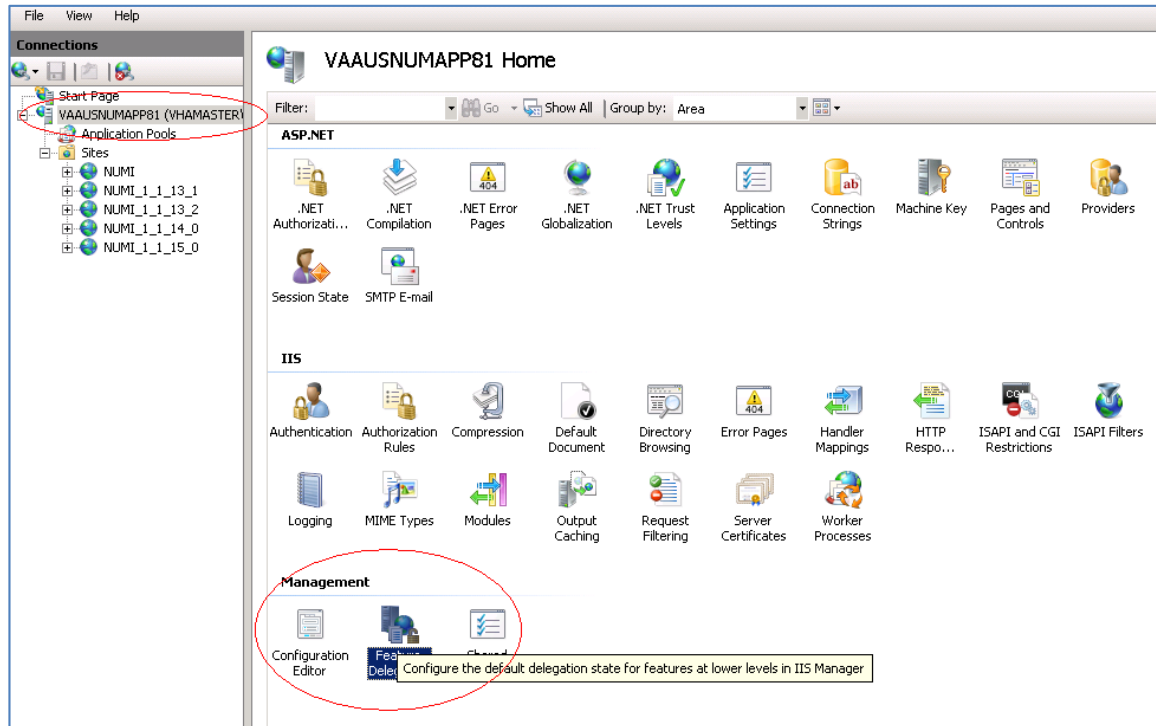 File View Help
Connections
VAAUSNUMAPP81 Home
Start Page
VAAUSNUMAPP81 (VHAMASTER\
Application Pools
Sites
NUMI
NUMI_1_1_13_1
NUMI_1_1_13_2
NUMI_1_1_14_0
NUMI_1_1_15_0
Filter: Go Show All Group by: Area
ASP.NET
.NET Authorizati...
.NET Compilation
.NET Error Pages
.NET Globalization
.NET Trust Levels
Application Settings
Connection Strings
Machine Key
Pages and Controls
Providers
Session State
SMTP E-mail
IIS
Authentication
Authorization Rules
Compression
Default Document
Directory Browsing
Error Pages
Handler Mappings
HTTP Respo...
ISAPI and CGI Restrictions
ISAPI Filters
Logging
MIME Types
Modules
Output Caching
Request Filtering
Server Certificates
Worker Processes
Management
Configuration Editor
Configure the default delegation state for features at lower levels in IIS Manager